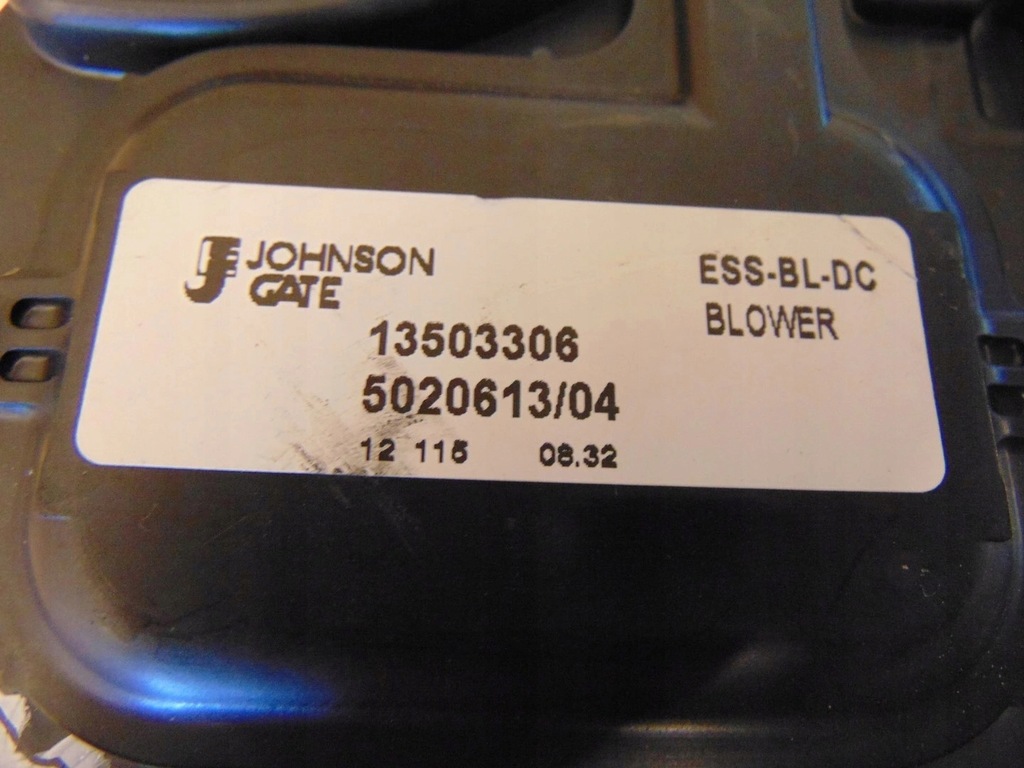 JOHNSON
GATE
ESS-BL-DC
BLOWER
13503306
5020613/04
12 115 08.32